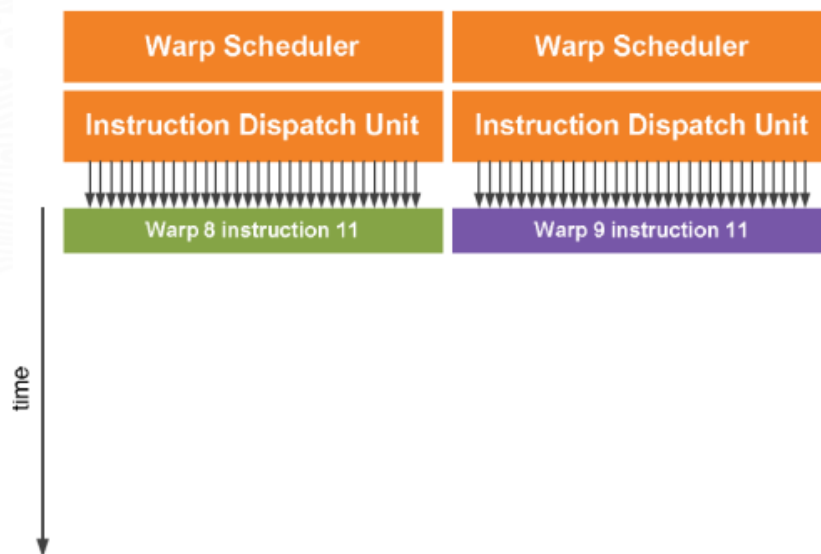 Warp Scheduler
Warp Scheduler
Instruction Dispatch Unit
Instruction Dispatch Unit
Warp 8 instruction 11
Warp 9 instruction 11
time